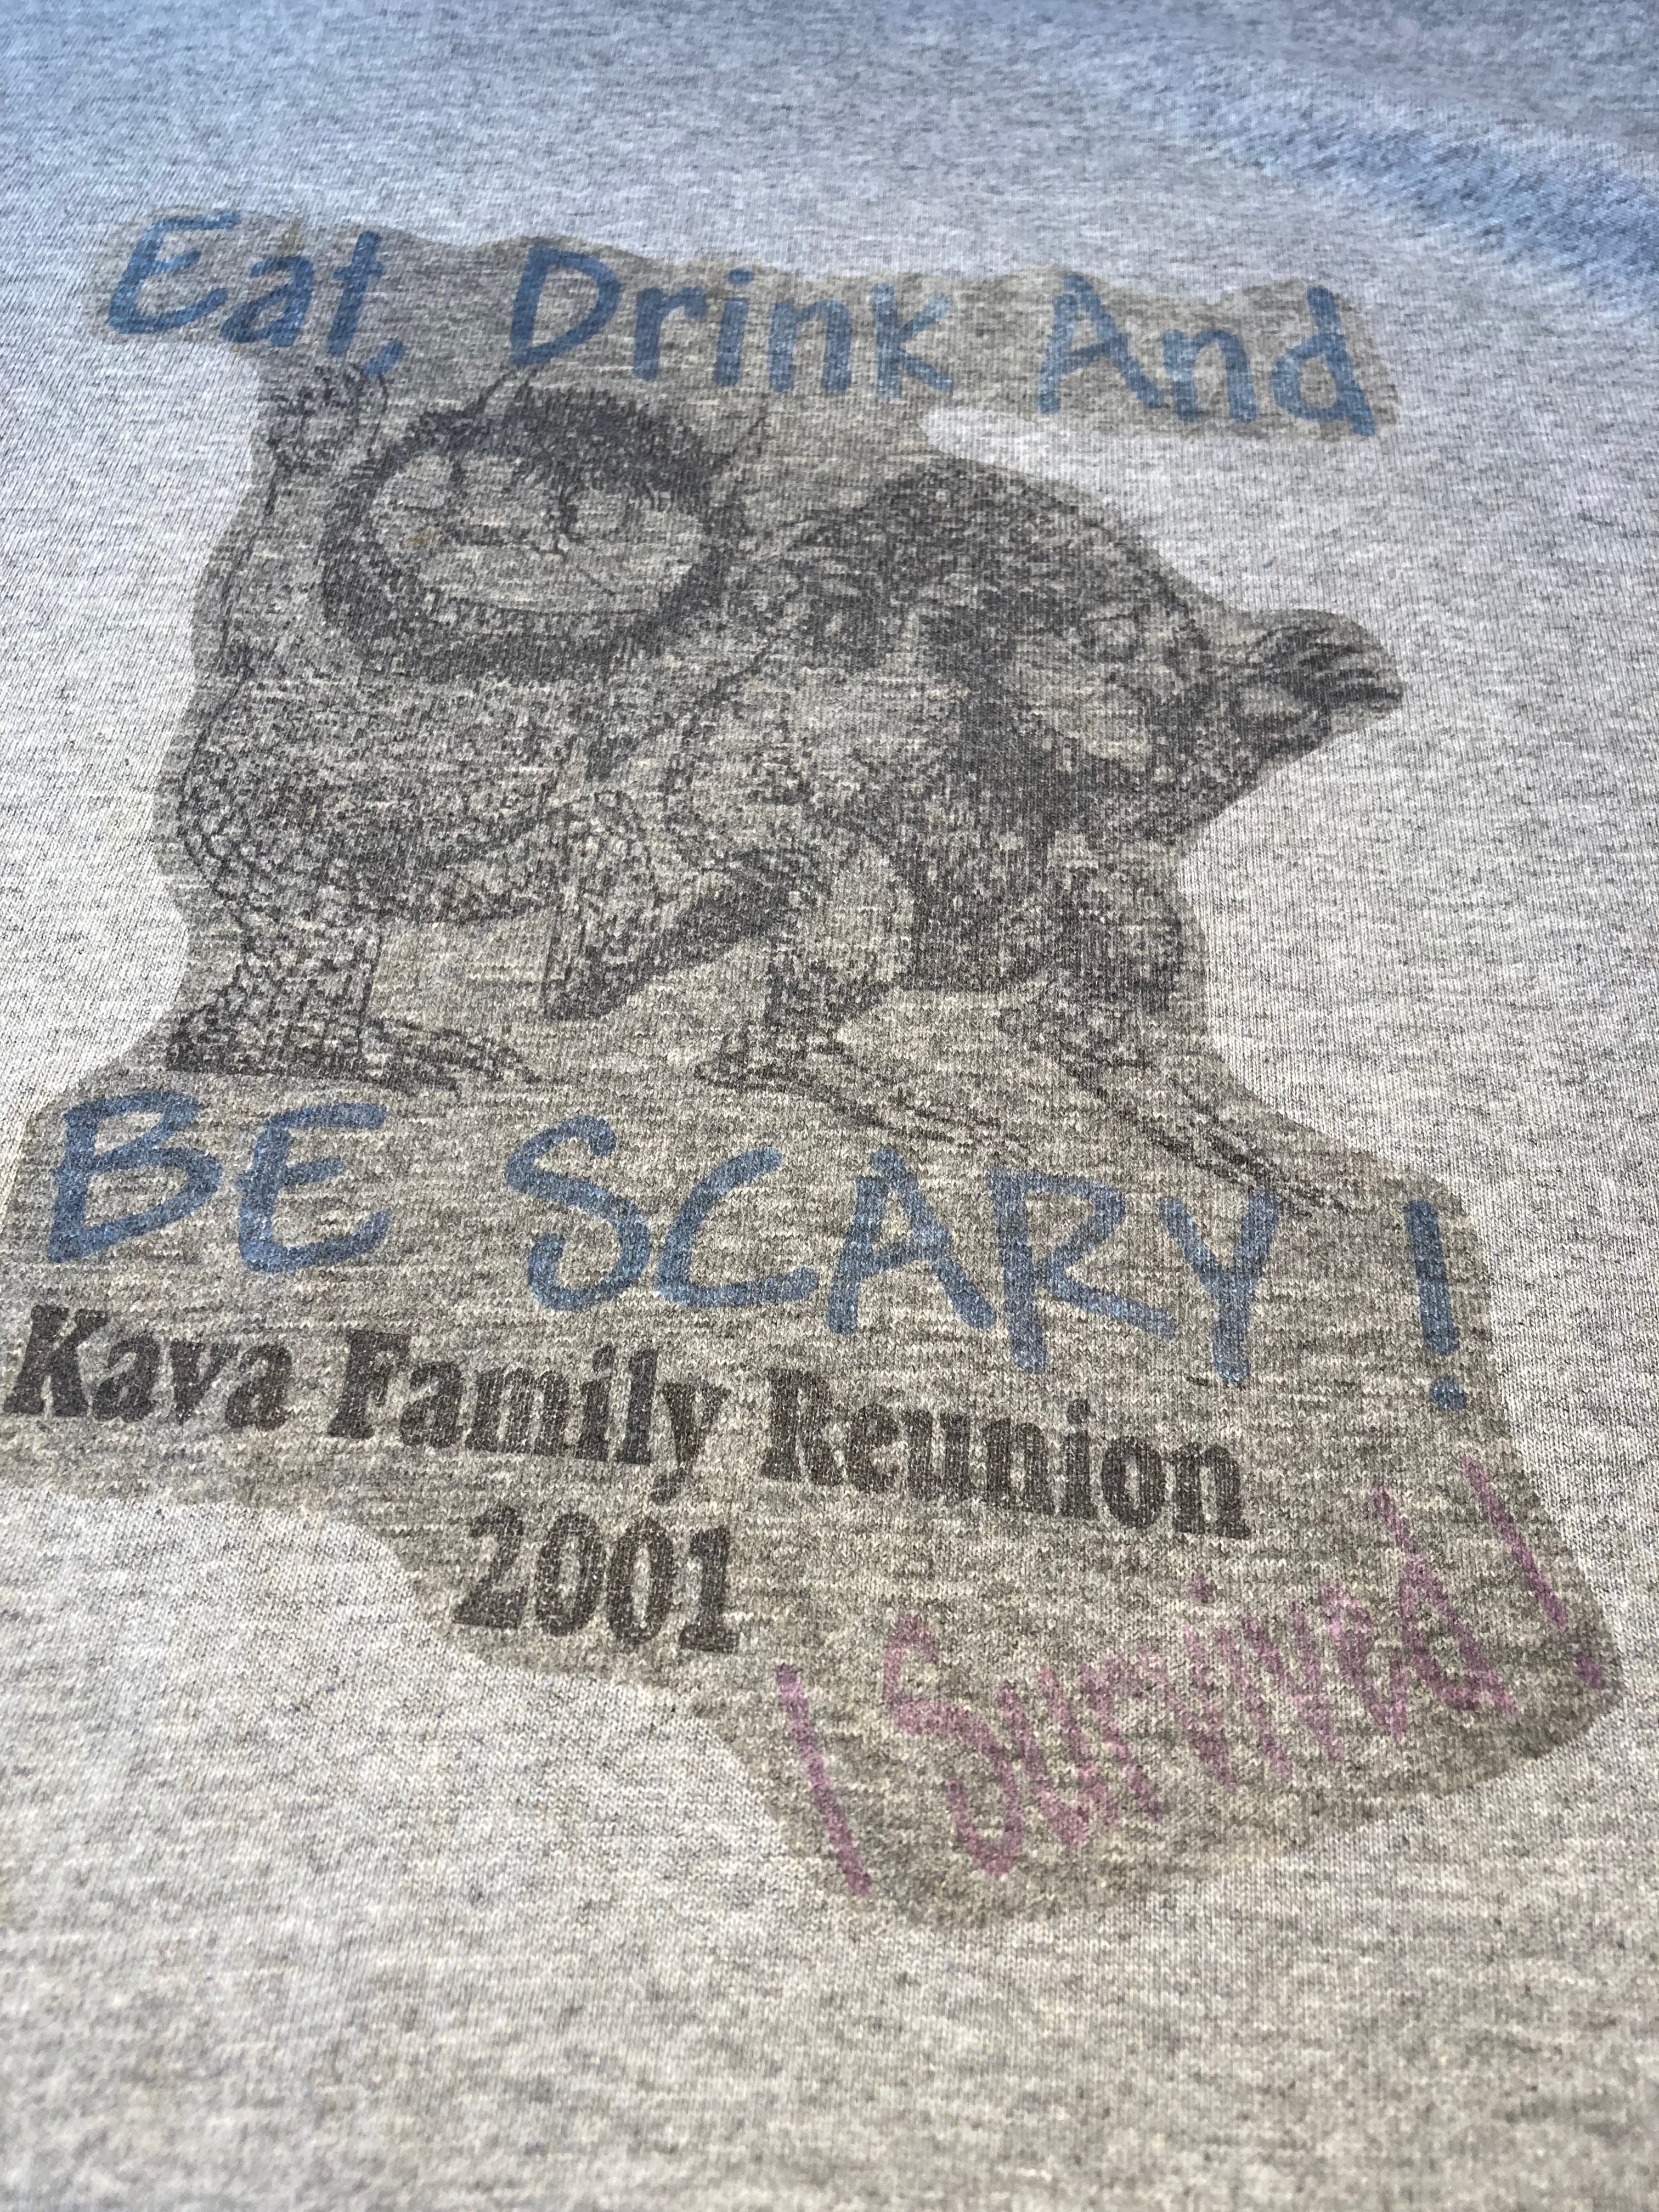 Eat, Drink And
BE SCARY!
Kava Family Reunion
2001
I Survived!